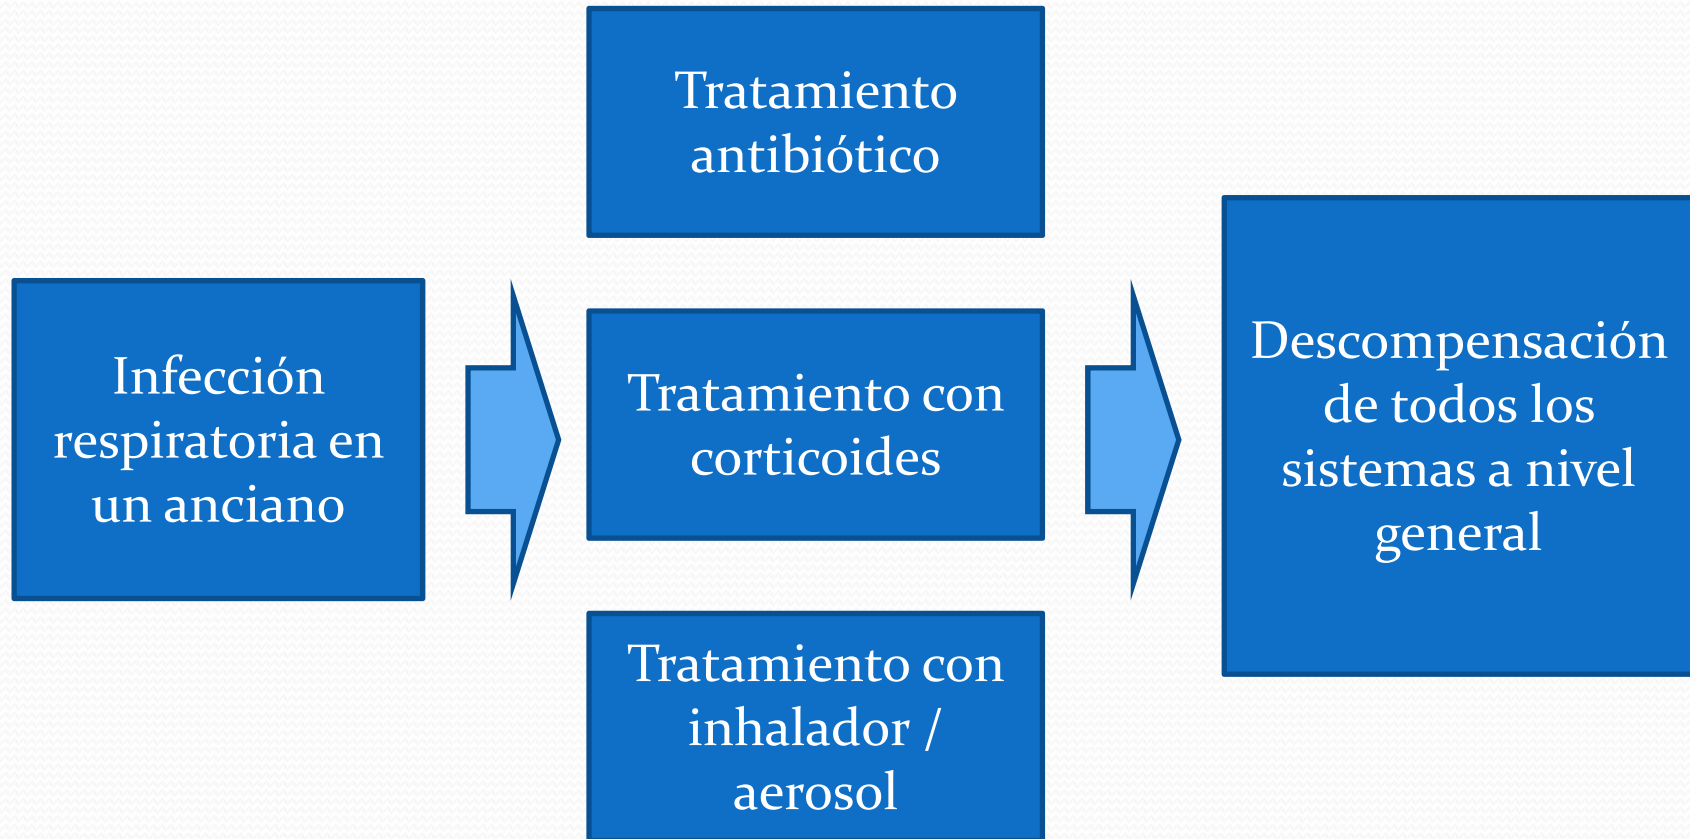 Infección
respiratoria en
un anciano
Tratamiento
antibiótico
Tratamiento con
corticoides
Tratamiento con
inhalador /
aerosol
Descompensación
de todos los
sistemas a nivel
general